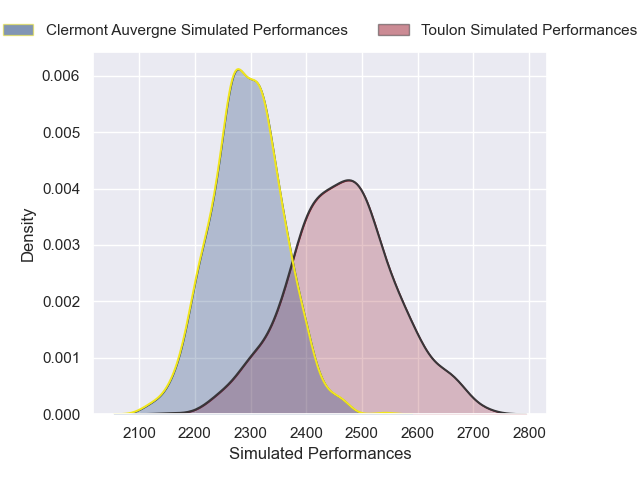 Clermont Auvergne Simulated Performances
Toulon Simulated Performances
0.006
0.005
0.004
0.003
0.002
0.001
0.000
Density
2100 2200 2300 2400 2500 2600 2700 2800
Simulated Performances